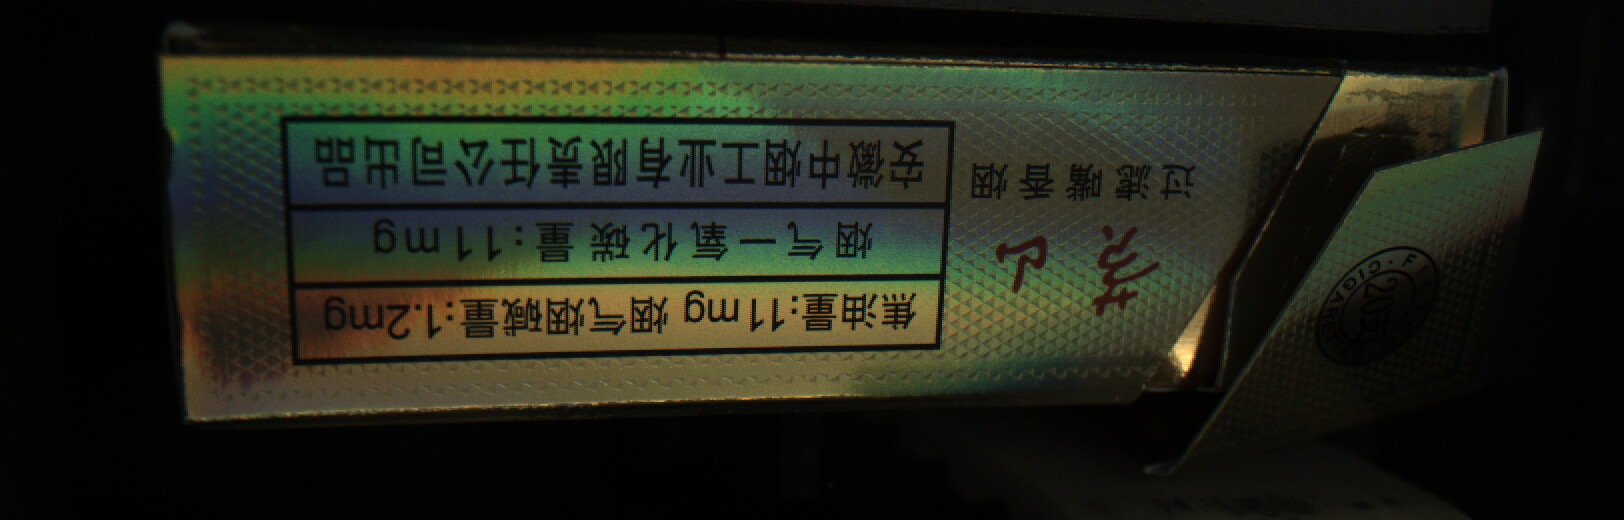 黄山
过滤嘴香烟
焦油量:11mg 烟气烟碱量:1.2mg
烟气一氧化碳量:11mg
安徽中烟工业有限责任公司出品